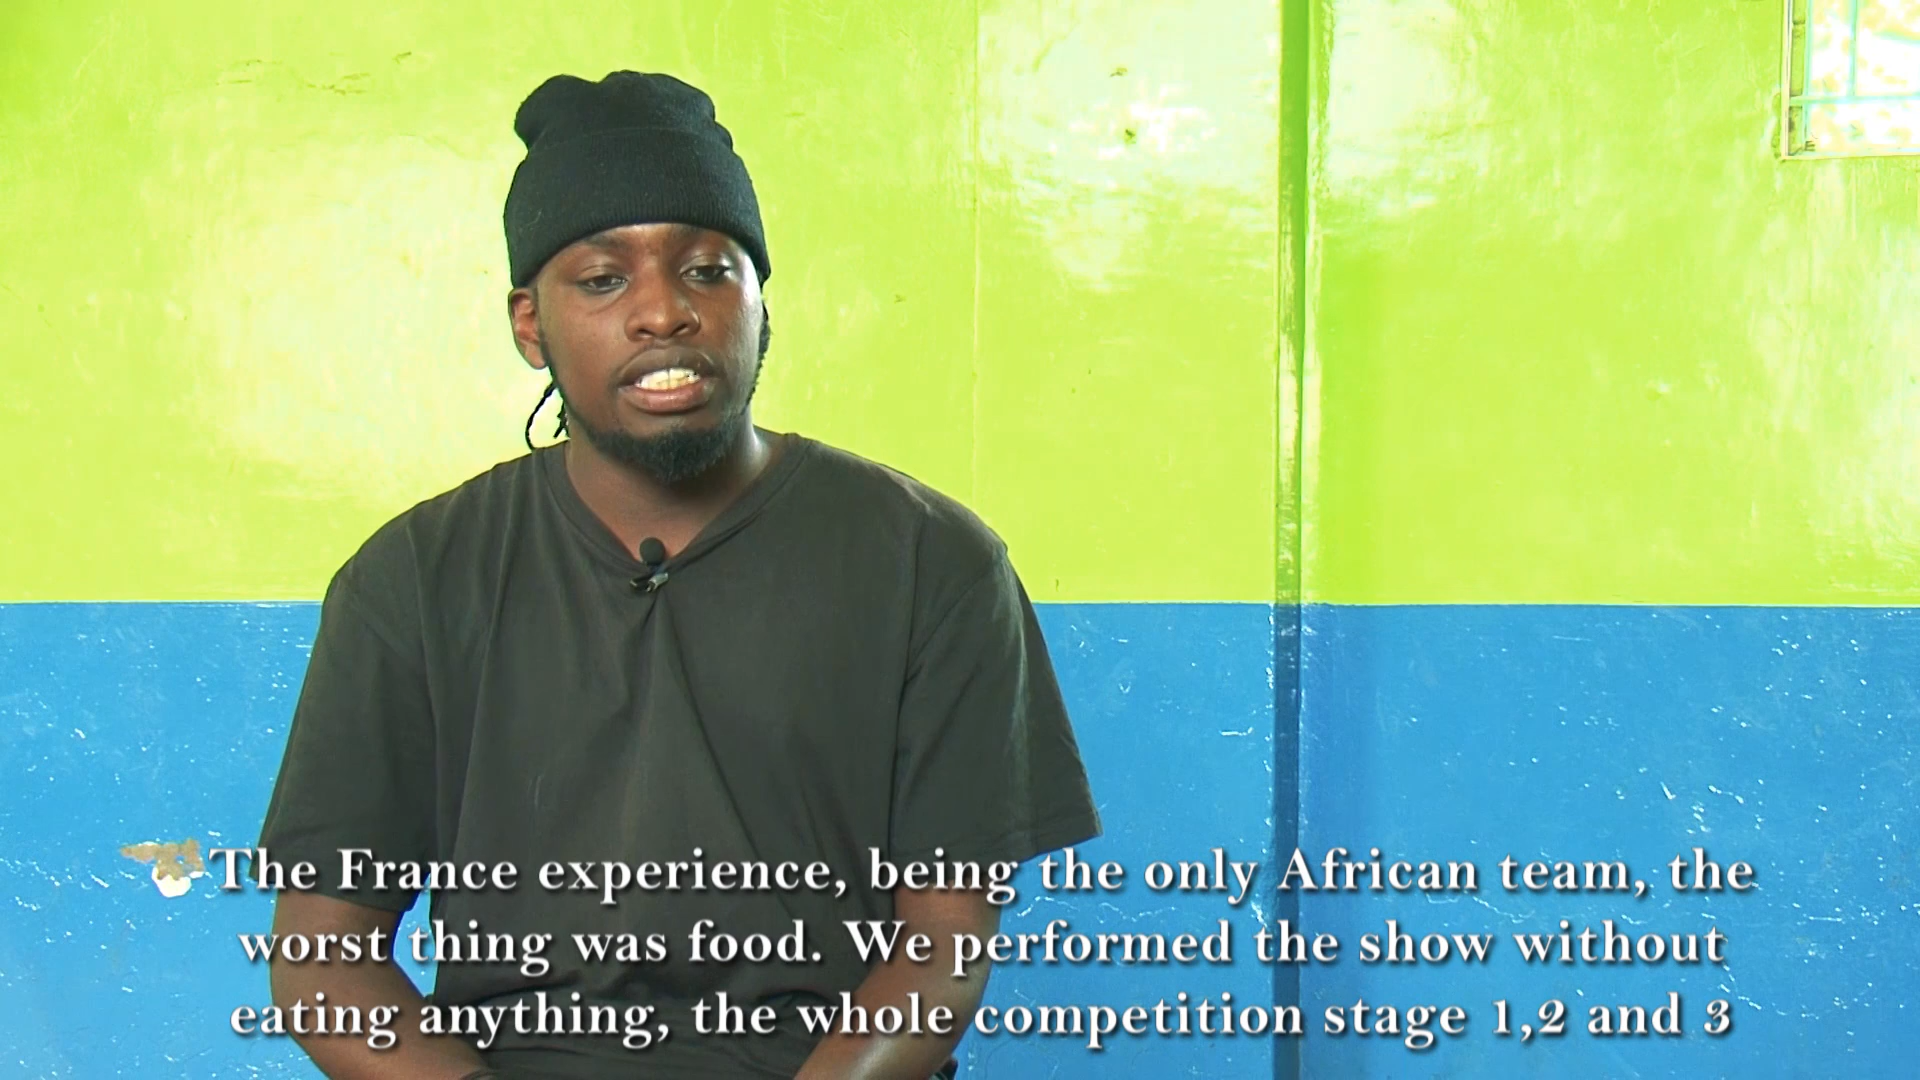 The France experience, being the only African team, the
worst thing was food. We performed the show without
eating anything, the whole competition stage 1,2 and 3